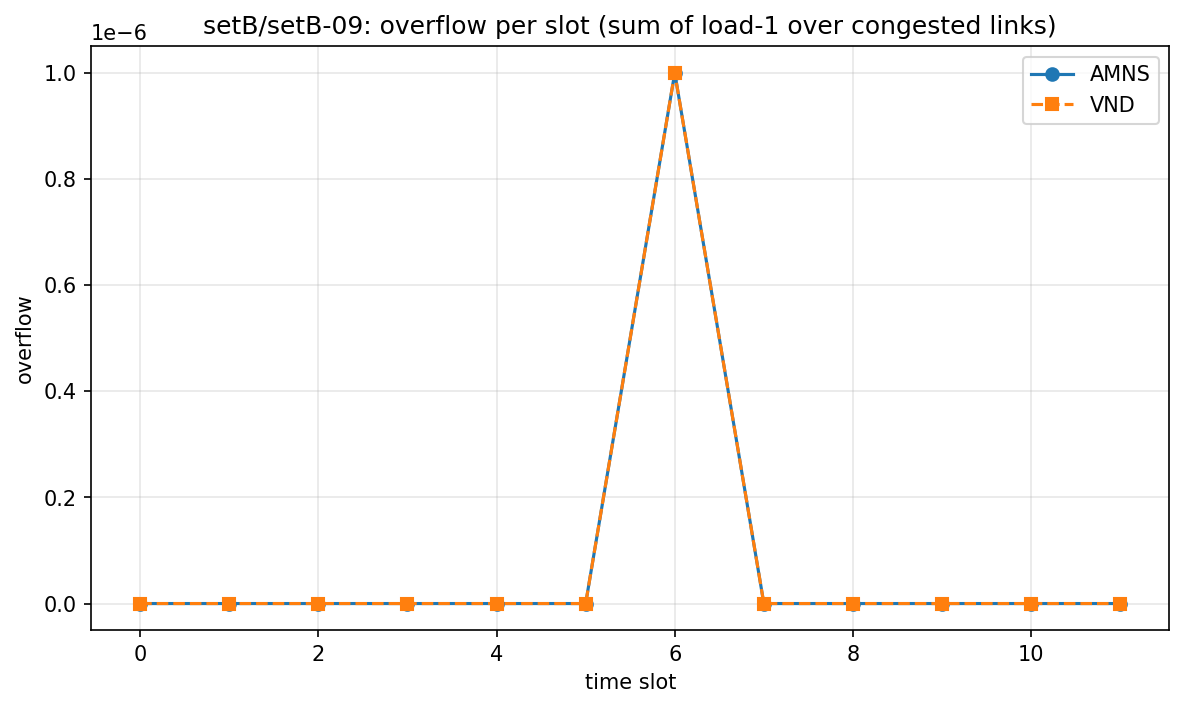 setB/setB-09: overflow per slot (sum of load-1 over congested links)
1e−6
AMNS
VND
1.0
0.8
0.6
0.4
0.2
0.0
overflow
0 2 4 6 8 10
time slot